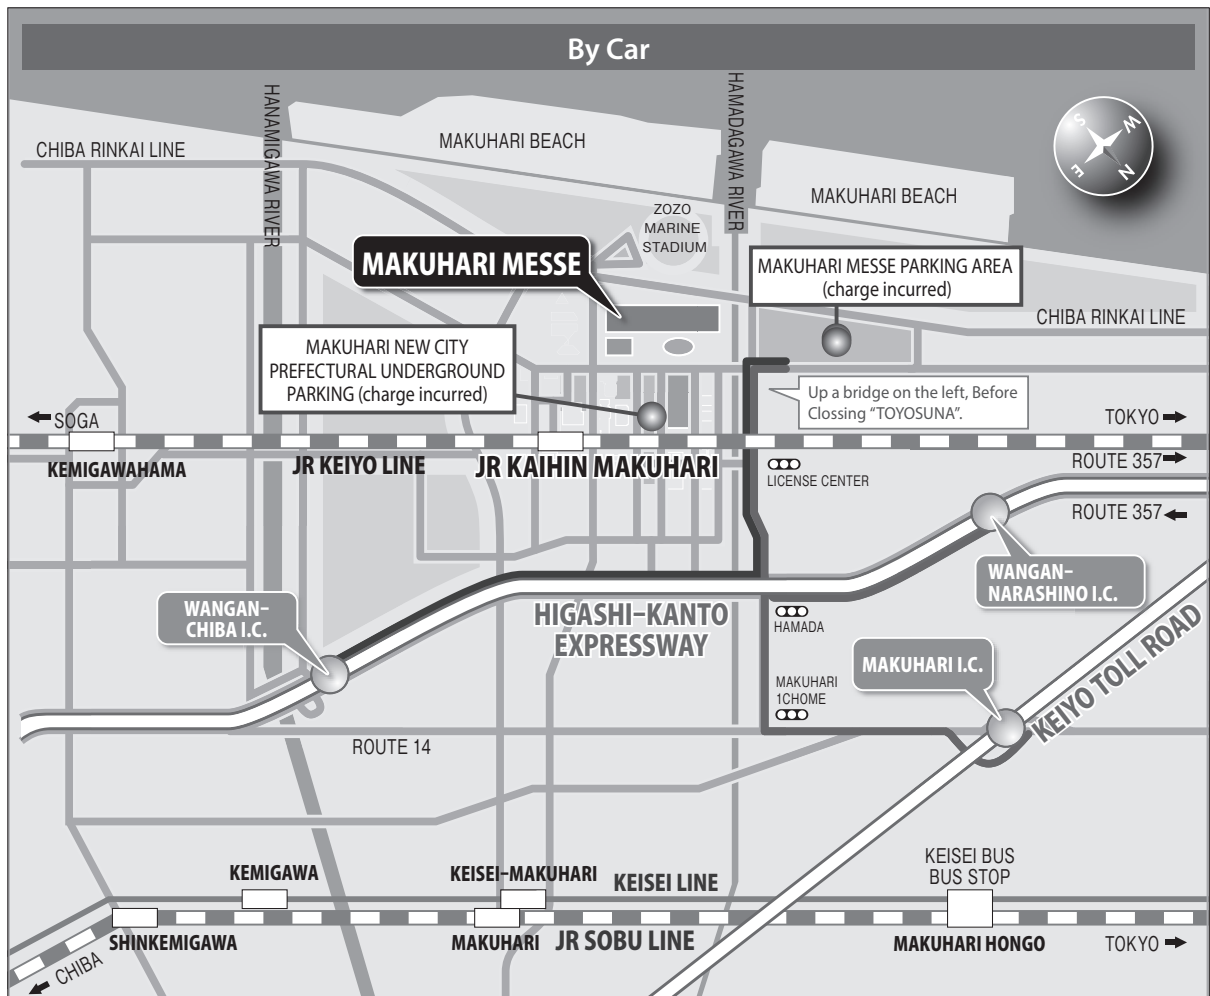 By Car
HANAMIGAWA RIVER
HAMADAGAWA RIVER
MAKUHARI BEACH
CHIBA RINKAI LINE
MAKUHARI BEACH
S
W
E
N
ZOZO
MARINE
STADIUM
MAKUHARI MESSE
MAKUHARI MESSE PARKING AREA
(charge incurred)
CHIBA RINKAI LINE
MAKUHARI NEW CITY
PREFECTURAL UNDERGROUND
PARKING (charge incurred)
Up a bridge on the left, Before
Clossing “TOYOSUNA”.
SOGA
TOKYO
KEMIGAWAHAMA
JR KEIYO LINE
JR KAIHIN MAKUHARI
ROUTE 357
LICENSE CENTER
ROUTE 357
WANGAN–
NARASHINO I.C.
WANGAN–
CHIBA I.C.
HIGASHI–KANTO
EXPRESSWAY
HAMADA
MAKUHARI I.C.
KEIYO TOLL ROAD
MAKUHARI
1CHOME
ROUTE 14
KEISEI BUS
BUS STOP
KEMIGAWA
KEISEI–MAKUHARI
KEISEI LINE
SHINKEMIGAWA
MAKUHARI
JR SOBU LINE
MAKUHARI HONGO
TOKYO
CHIBA